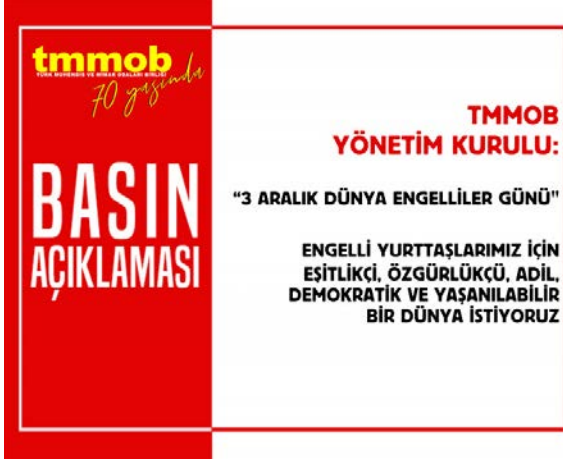 tmmob
TÜRK MÜHENDİS VE MİMAR ODALARI BİRLİĞİ
70 yaşında
BASIN
AÇIKLAMASI
TMMOB
YÖNETİM KURULU:
“3 ARALIK DÜNYA ENGELLİLER GÜNÜ"
ENGELLİ YURTTAŞLARIMIZ İÇİN
EŞİTLİKÇİ, ÖZGÜRLÜKÇÜ, ADİL,
DEMOKRATİK VE YAŞANILABİLİR
BİR DÜNYA İSTİYORUZ